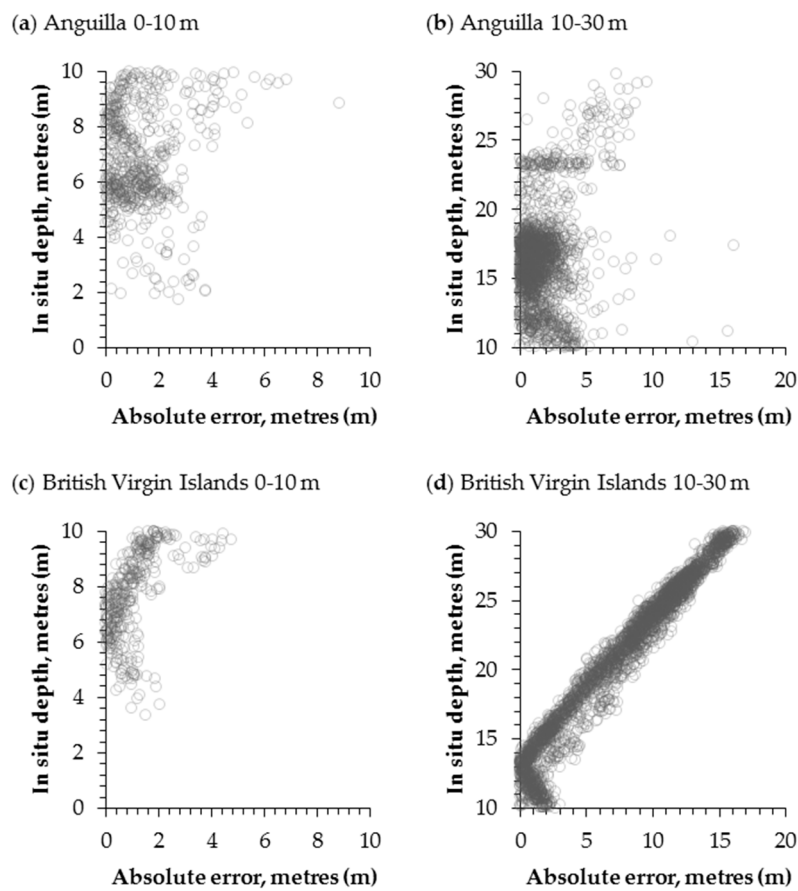 (a) Anguilla 0-10 m
In situ depth, metres (m)
10
8
6
4
2
0
0 2 4 6 8 10
Absolute error, metres (m)
(b) Anguilla 10-30 m
In situ depth, metres (m)
30
25
20
15
10
0 5 10 15 20
Absolute error, metres (m)
(c) British Virgin Islands 0-10 m
In situ depth, metres (m)
10
8
6
4
2
0
0 2 4 6 8 10
Absolute error, metres (m)
(d) British Virgin Islands 10-30 m
In situ depth, metres (m)
30
25
20
15
10
0 5 10 15 20
Absolute error, metres (m)